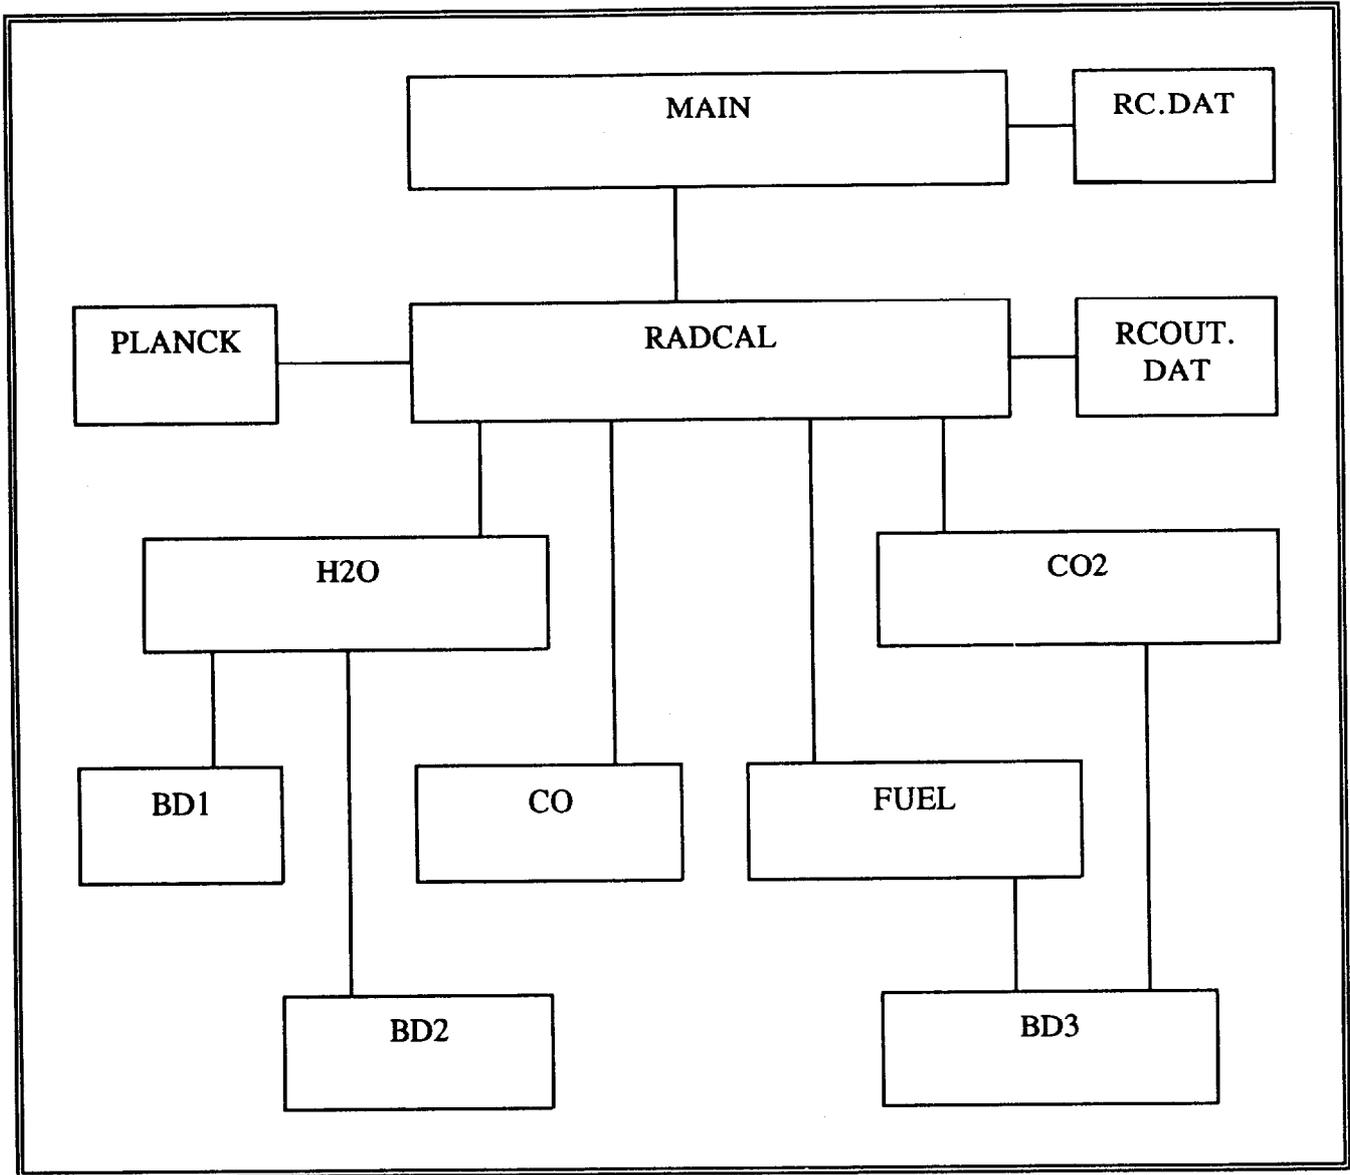 MAIN
RC.DAT
PLANCK
RADCAL
RCOUT.
DAT
H2O
CO2
BD1
CO
FUEL
BD2
BD3